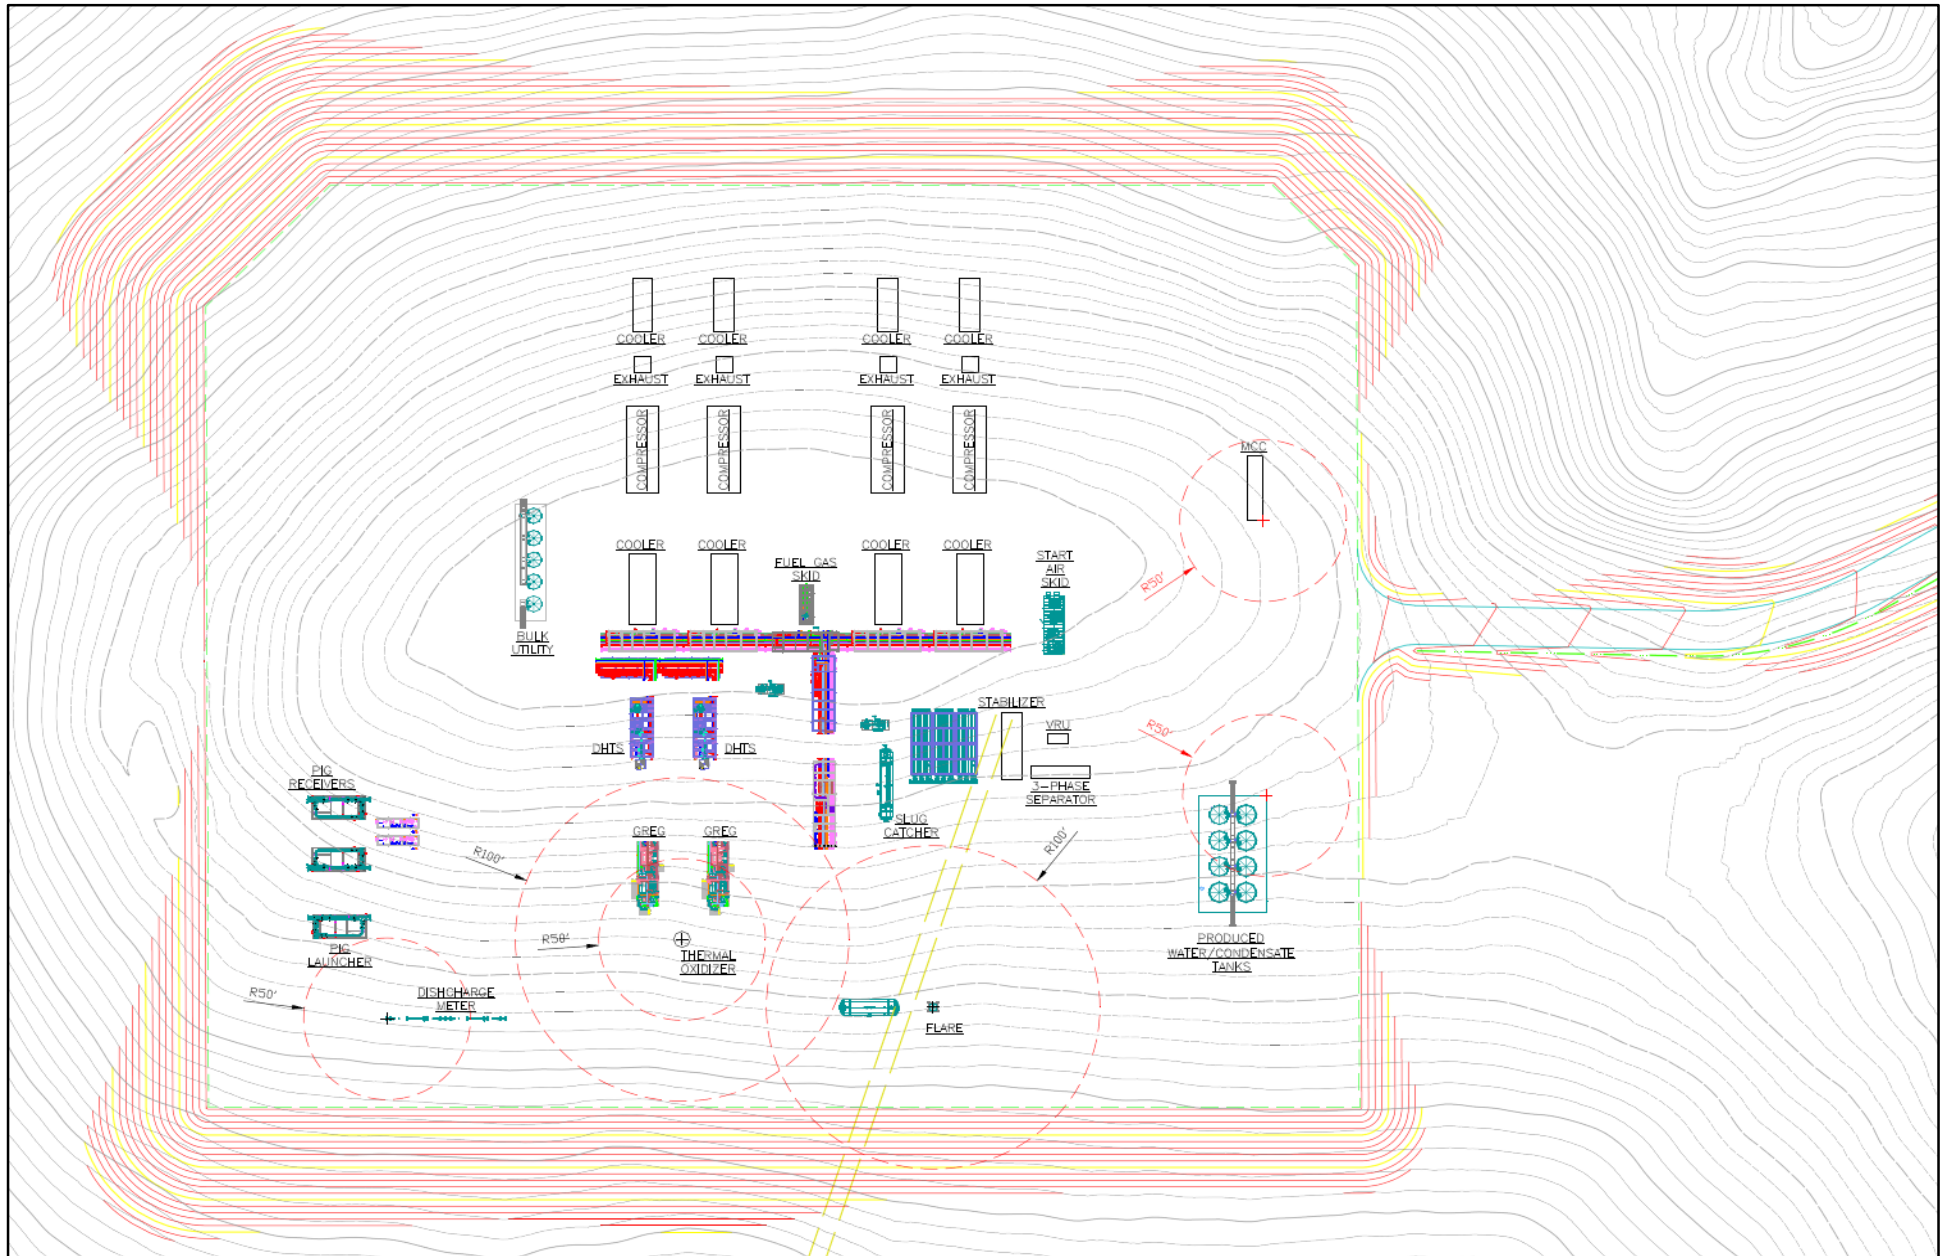 COOLER
COOLER
COOLER
COOLER
EXHAUST
EXHAUST
EXHAUST
EXHAUST
COMPRESSOR
COMPRESSOR
COMPRESSOR
COMPRESSOR
MCC
R50'
COOLER
COOLER
COOLER
COOLER
FUEL GAS
SKID
START
AIR
SKID
BULK
UTILITY
STABILIZER
VRU
R50'
DHTS
DHTS
3-PHASE
SEPARATOR
PIG
RECEIVERS
SLUG
CATCHER
GREG
GREG
R100'
R100'
R50'
THERMAL
OXIDIZER
PIG
LAUNCHER
PRODUCED
WATER/CONDENSATE
TANKS
R50'
DISHCHARGE
METER
FLARE